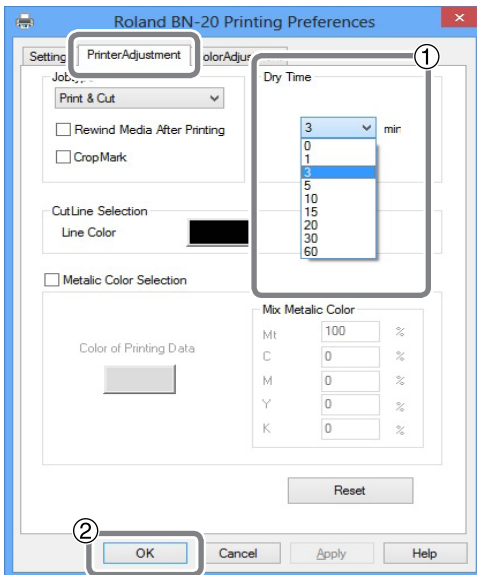 Roland BN-20 Printing Preferences
Setting PrinterAdjustment olorAdjus
①
Jobtype
Dry Time
Print & Cut
3 min
Rewind Media After Printing
0
1
CropMark
3
5
10
15
20
30
60
CutLine Selection
Line Color
Metalic Color Selection
Mix Metalic Color
Color of Printing Data
Mt 100 %
C 0 %
M 0 %
Y 0 %
K 0 %
Reset
②
OK Cancel Apply Help